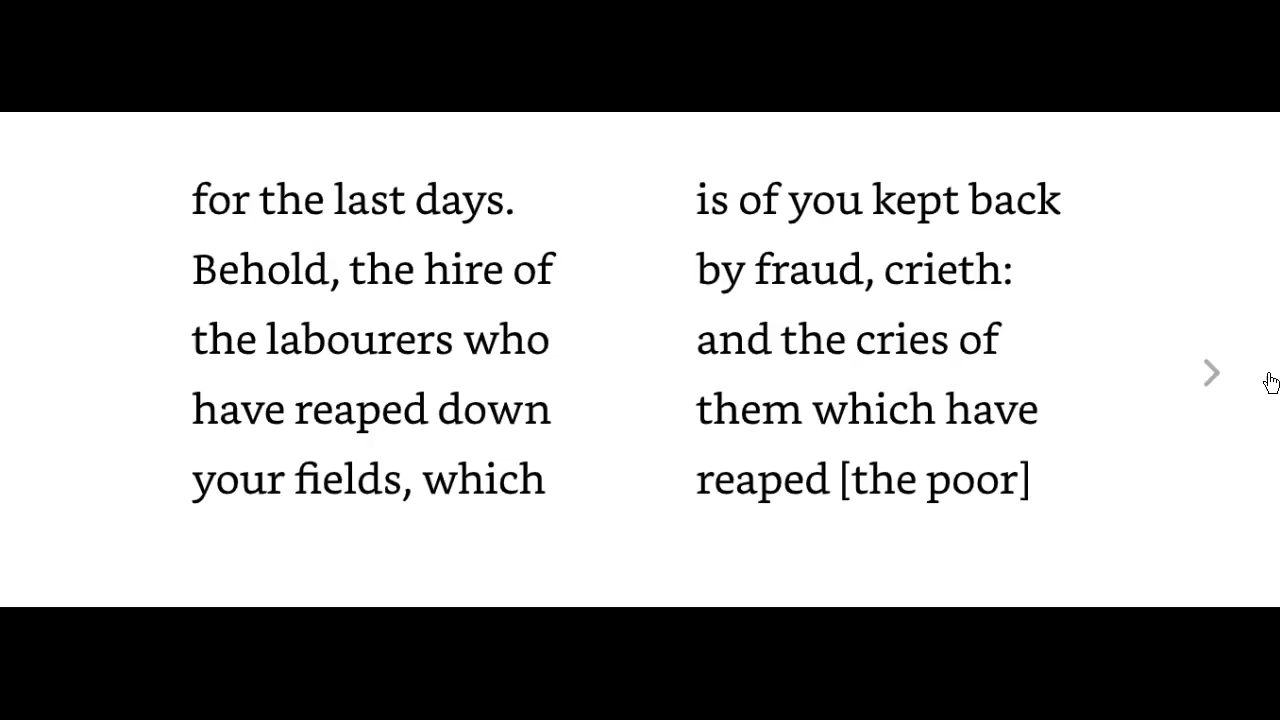 for the last days.
Behold, the hire of
the labourers who
have reaped down
your fields, which
is of you kept back
by fraud, crieth:
and the cries of
them which have
reaped [the poor]